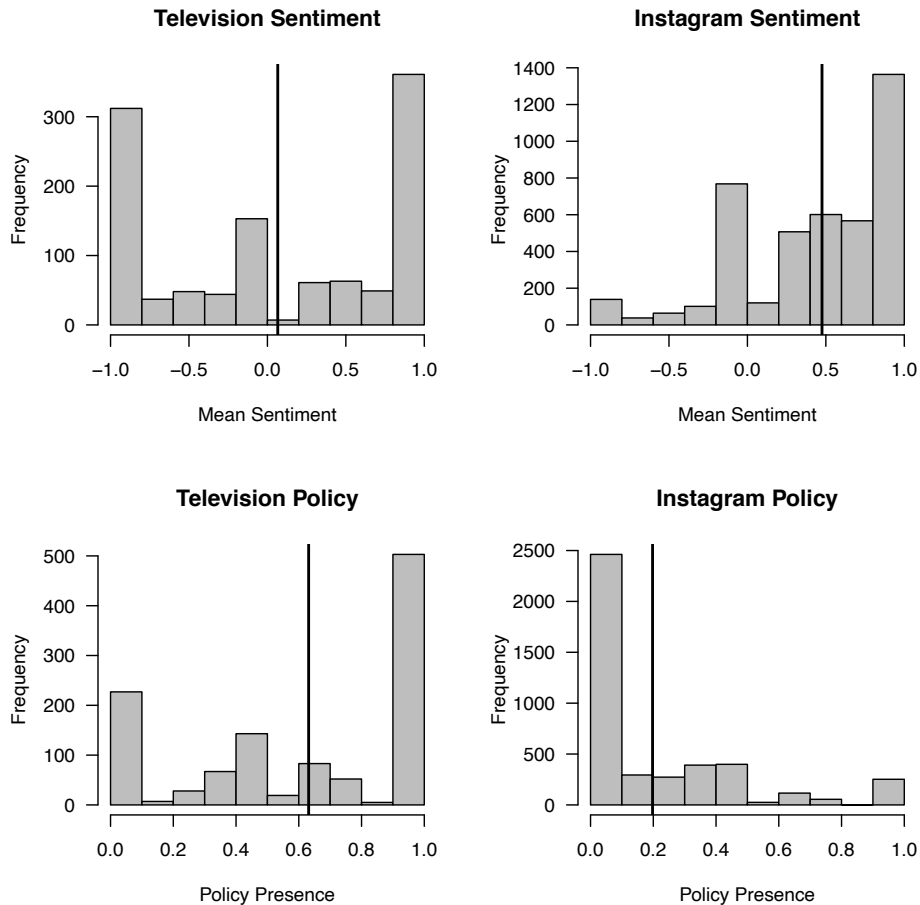 Television Sentiment
Frequency
300
200
100
0
−1.0 −0.5 0.0 0.5 1.0
Mean Sentiment
Instagram Sentiment
Frequency
1400
1200
1000
800
600
400
200
0
−1.0 −0.5 0.0 0.5 1.0
Mean Sentiment
Television Policy
Frequency
500
400
300
200
100
0
0.0 0.2 0.4 0.6 0.8 1.0
Policy Presence
Instagram Policy
Frequency
2500
2000
1500
1000
500
0
0.0 0.2 0.4 0.6 0.8 1.0
Policy Presence